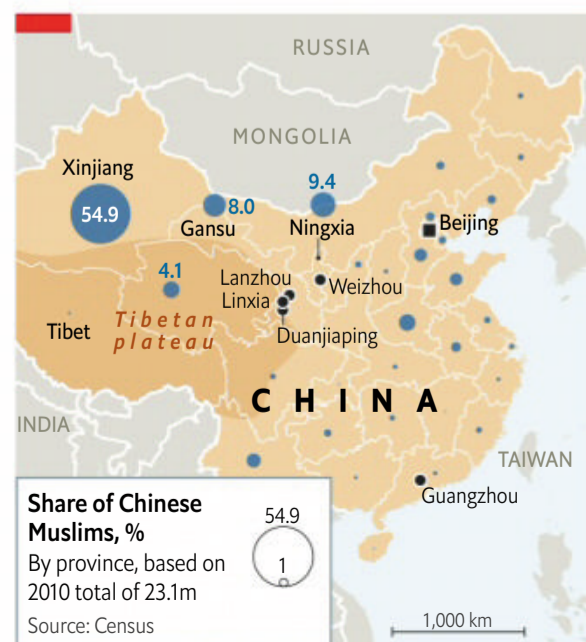 RUSSIA
MONGOLIA
Xinjiang
54.9
8.0
Gansu
9.4
Ningxia
Beijing
4.1
Lanzhou
Linxia
Weizhou
Tibet
Tibetan
plateau
Duanjiaping
CHINA
INDIA
TAIWAN
Guangzhou
Share of Chinese
Muslims, %
By province, based on
2010 total of 23.1m
Source: Census
54.9
1
1,000 km